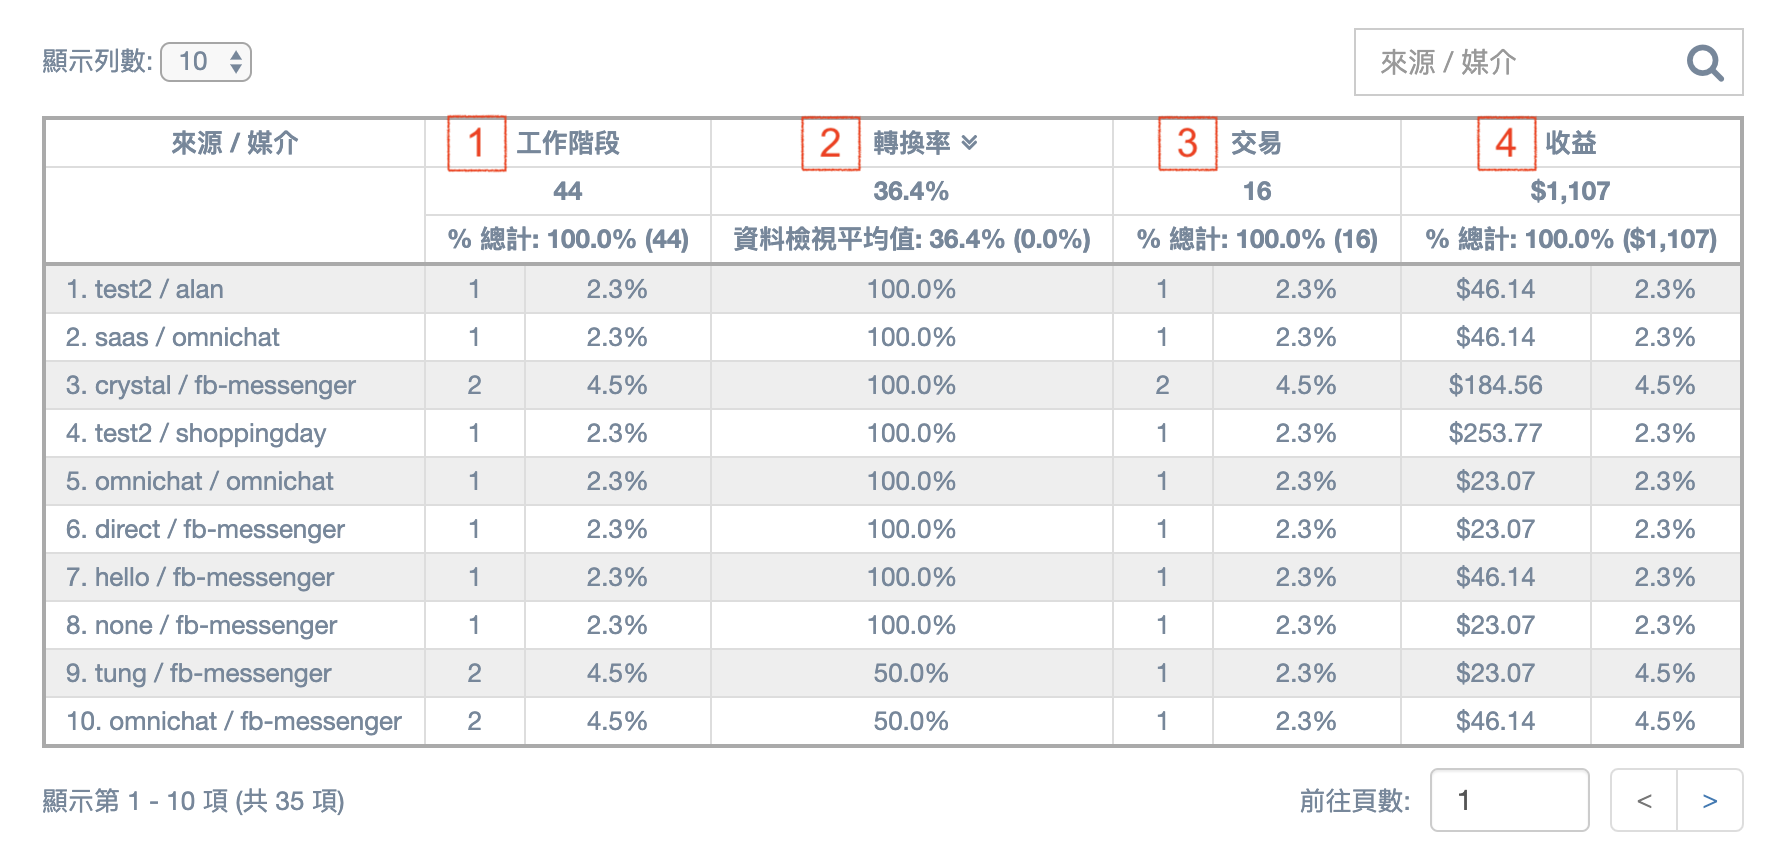 顯示列數: 10
來源 / 媒介
來源 / 媒介 1 工作階段 2 轉換率 3 交易 4 收益
44 36.4% 16 $1,107
% 總計: 100.0% (44) 資料檢視平均值: 36.4% (0.0%) % 總計: 100.0% (16) % 總計: 100.0% ($1,107)
1. test2 / alan 1 2.3% 100.0% 1 2.3% $46.14 2.3%
2. saas / omnichat 1 2.3% 100.0% 1 2.3% $46.14 2.3%
3. crystal / fb-messenger 2 4.5% 100.0% 2 4.5% $184.56 4.5%
4. test2 / shoppingday 1 2.3% 100.0% 1 2.3% $253.77 2.3%
5. omnichat / omnichat 1 2.3% 100.0% 1 2.3% $23.07 2.3%
6. direct / fb-messenger 1 2.3% 100.0% 1 2.3% $23.07 2.3%
7. hello / fb-messenger 1 2.3% 100.0% 1 2.3% $46.14 2.3%
8. none / fb-messenger 1 2.3% 100.0% 1 2.3% $23.07 2.3%
9. tung / fb-messenger 2 4.5% 50.0% 1 2.3% $23.07 4.5%
10. omnichat / fb-messenger 2 4.5% 50.0% 1 2.3% $46.14 4.5%
顯示第 1 - 10 項 (共 35 項) 前往頁數: 1 < >